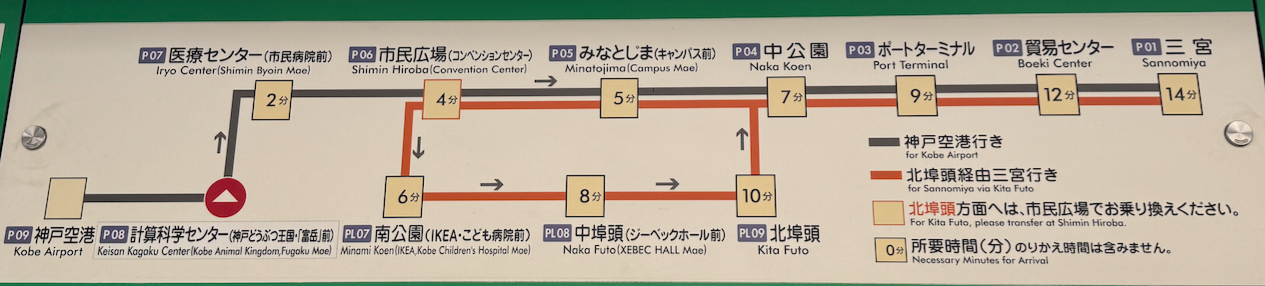 P07 医療センター(市民病院前)
Iryo Center(Shimin Byoin Mae)
P06 市民広場(コンベンションセンター)
Shimin Hiroba(Convention Center)
P05 みなとじま(キャンパス前)
Minatojima(Campus Mae)
P04 中公園
Naka Koen
P03 ポートターミナル
Port Terminal
P02 貿易センター
Boeki Center
P01 三宮
Sannomiya
2分
4分
5分
7分
9分
12分
14分
6分
8分
10分
P09 神戸空港
Kobe Airport
P08 計算科学センター(神戸どうぶつ王国・「富岳」前)
Keisan Kagaku Center(Kobe Animal Kingdom,Fugaku Mae)
PL07 南公園(IKEA・こども病院前)
Minami Koen(IKEA,Kobe Children's Hospital Mae)
PL08 中埠頭(ジーベックホール前)
Naka Futo(XEBEC HALL Mae)
PL09 北埠頭
Kita Futo
神戸空港行き
for Kobe Airport
北埠頭経由三宮行き
for Sannomiya via Kita Futo
北埠頭方面へは、市民広場でお乗り換えください。
For Kita Futo, please transfer at Shimin Hiroba.
0分 所要時間(分)のりかえ時間は含みません。
Necessary Minutes for Arrival